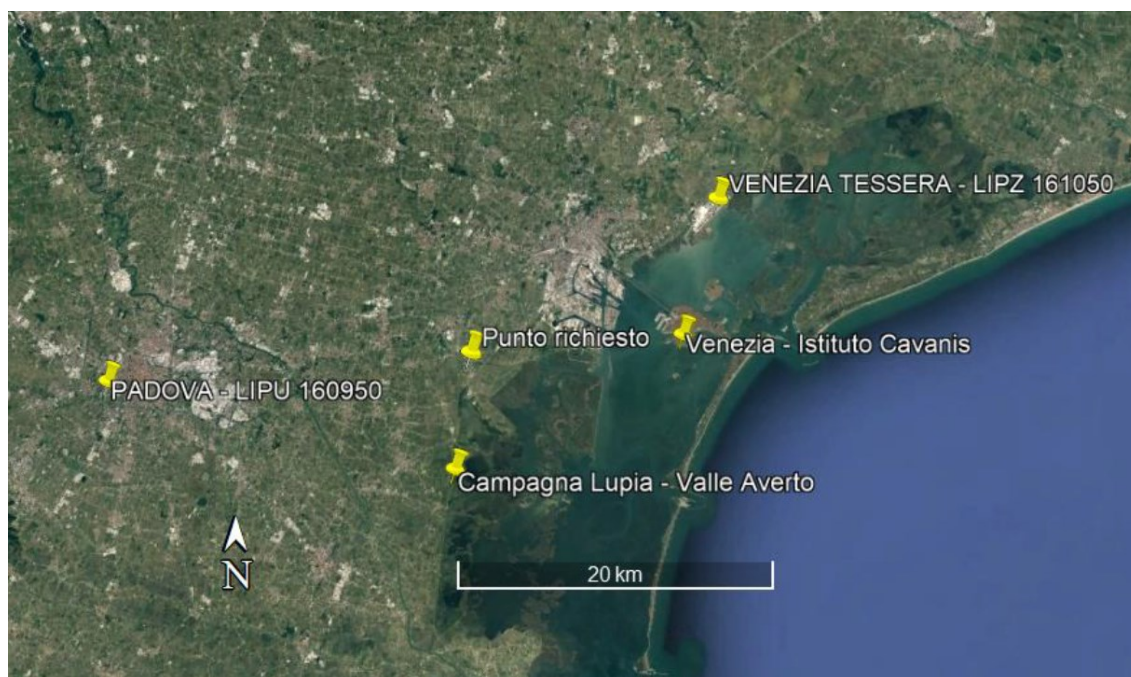 VENEZIA TESSERA - LIPZ 161050
Punto richiesto
Venezia - Istituto Cavanis
PADOVA - LIPU 160950
Campagna Lupia - Valle Averto
N
20 km